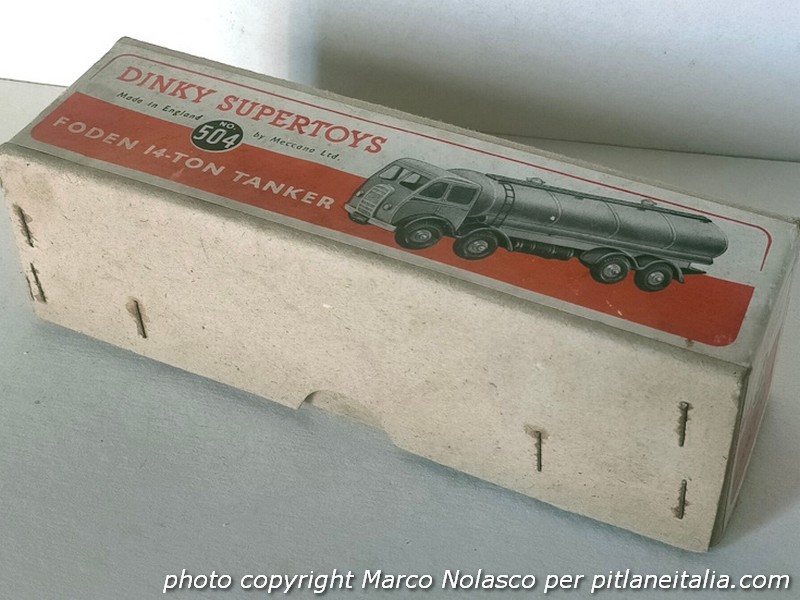 DINKY SUPERTOYS
Made in England NO. 504 by Meccano Ltd.
FODEN 14-TON TANKER
photo copyright Marco Nolasco per pitlaneitalia.com